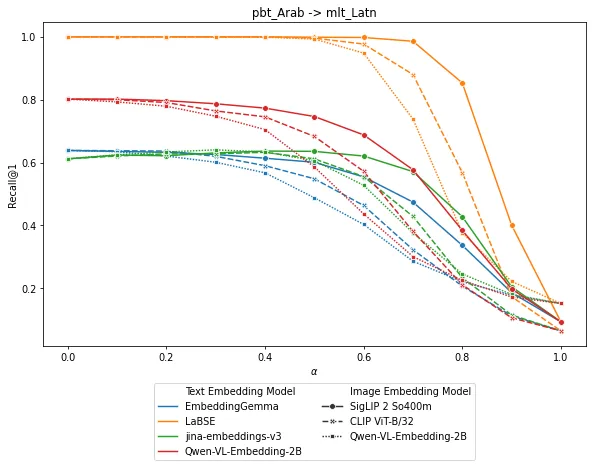 pbt_Arab -> mlt_Latn
Recall@1
1.0
0.8
0.6
0.4
0.2
0.0 0.2 0.4 0.6 0.8 1.0
α
Text Embedding Model Image Embedding Model
EmbeddingGemma SigLIP 2 So400m
LaBSE CLIP ViT-B/32
jina-embeddings-v3 Qwen-VL-Embedding-2B
Qwen-VL-Embedding-2B